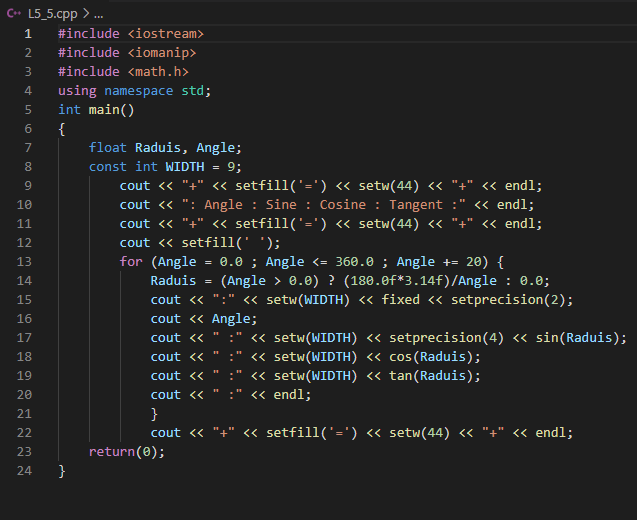 C++ L5_5.cpp > ...
1 #include <iostream>
2 #include <iomanip>
3 #include <math.h>
4 using namespace std;
5 int main()
6 {
7 float Raduis, Angle;
8 const int WIDTH = 9;
9 cout << "+" << setfill('=') << setw(44) << "+" << endl;
10 cout << ": Angle : Sine : Cosine : Tangent :" << endl;
11 cout << "+" << setfill('=') << setw(44) << "+" << endl;
12 cout << setfill(' ');
13 for (Angle = 0.0 ; Angle <= 360.0 ; Angle += 20) {
14 Raduis = (Angle > 0.0) ? (180.0f*3.14f)/Angle : 0.0;
15 cout << ":" << setw(WIDTH) << fixed << setprecision(2);
16 cout << Angle;
17 cout << " :" << setw(WIDTH) << setprecision(4) << sin(Raduis);
18 cout << " :" << setw(WIDTH) << cos(Raduis);
19 cout << " :" << setw(WIDTH) << tan(Raduis);
20 cout << " :" << endl;
21 }
22 cout << "+" << setfill('=') << setw(44) << "+" << endl;
23 return(0);
24 }